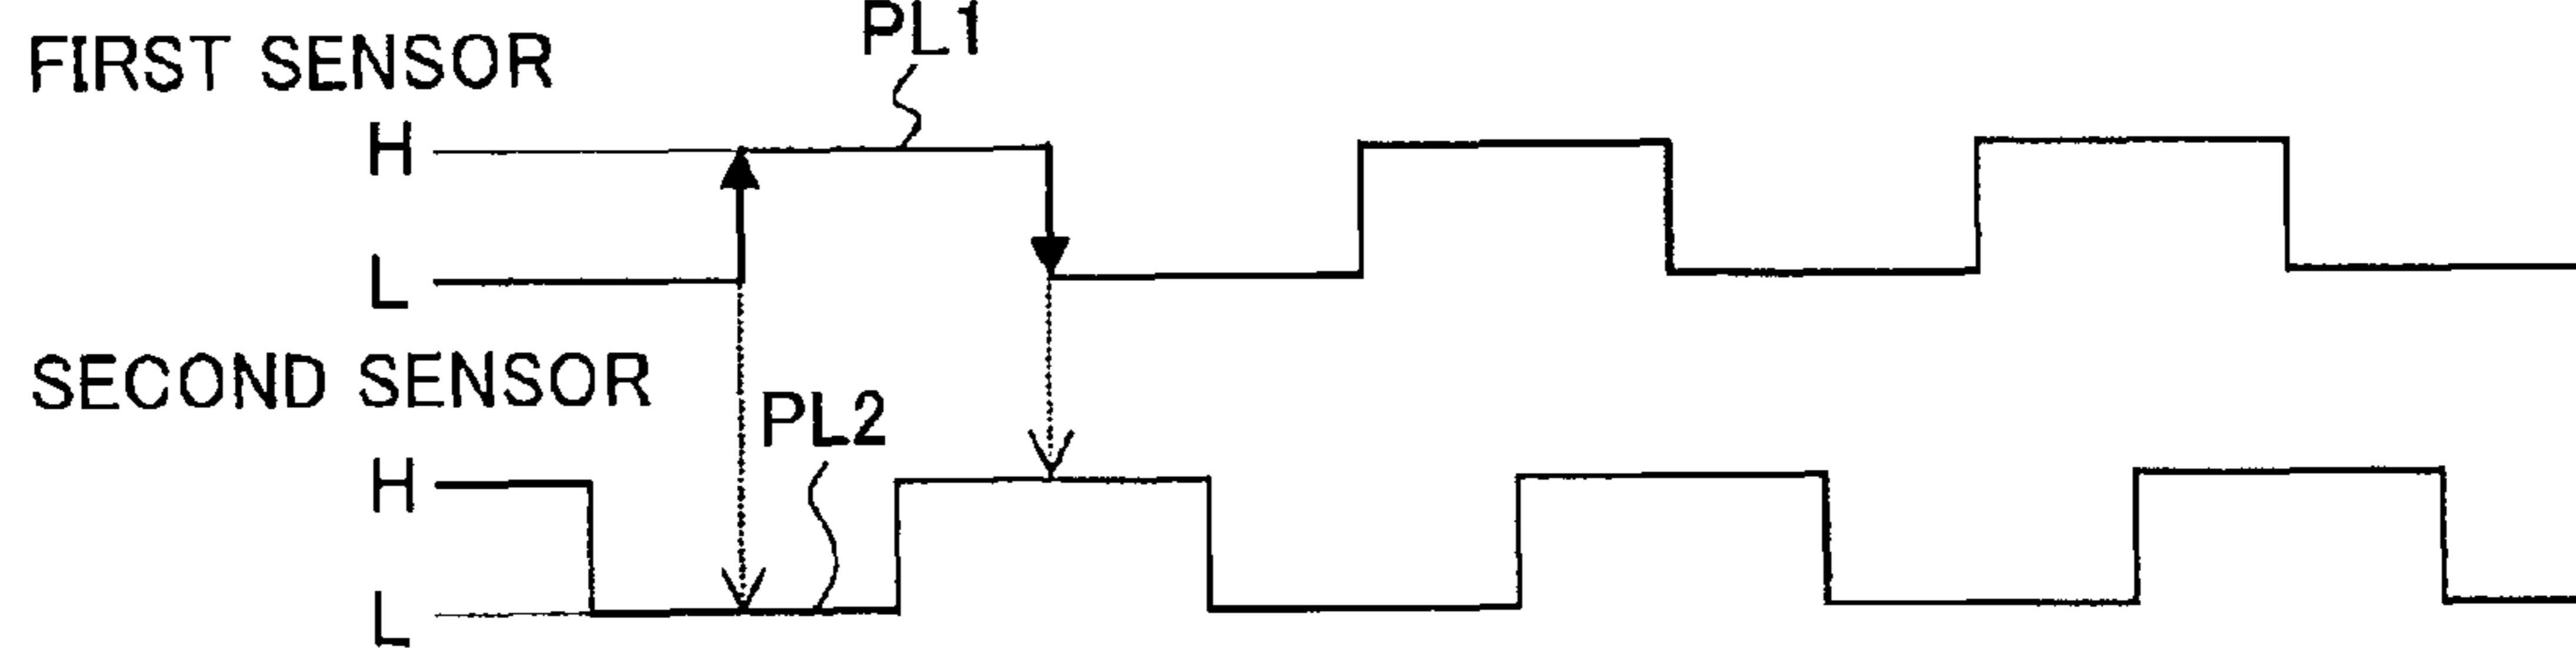 PL1
FIRST SENSOR
H
L
SECOND SENSOR
PL2
H
L